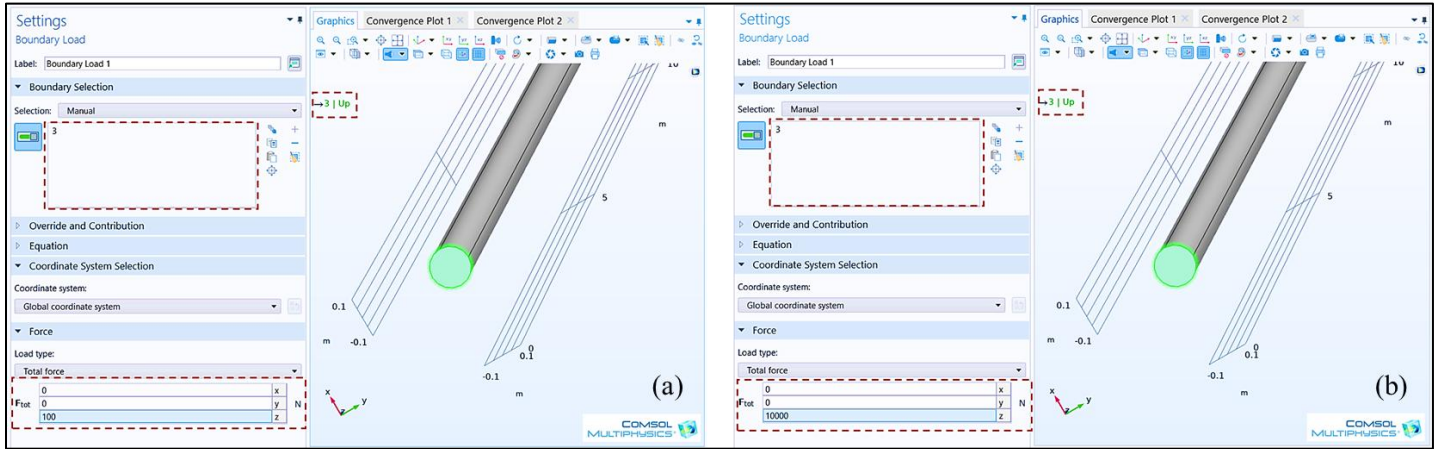 Settings
Boundary Load
Label: Boundary Load 1
Boundary Selection
Selection: Manual
3
Override and Contribution
Equation
Coordinate System Selection
Coordinate system:
Global coordinate system
Force
Load type:
Total force
0 x
Ftot 0 y N
100 z
Graphics Convergence Plot 1 Convergence Plot 2
3 | Up
10
m
5
0.1
m -0.1
0
0.1
-0.1
m
x y z
(a)
COMSOL
MULTIPHYSICS
Settings
Boundary Load
Label: Boundary Load 1
Boundary Selection
Selection: Manual
3
Override and Contribution
Equation
Coordinate System Selection
Coordinate system:
Global coordinate system
Force
Load type:
Total force
0 x
Ftot 0 y N
10000 z
Graphics Convergence Plot 1 Convergence Plot 2
3 | Up
10
m
5
0.1
m -0.1
0
0.1
-0.1
m
x y z
(b)
COMSOL
MULTIPHYSICS